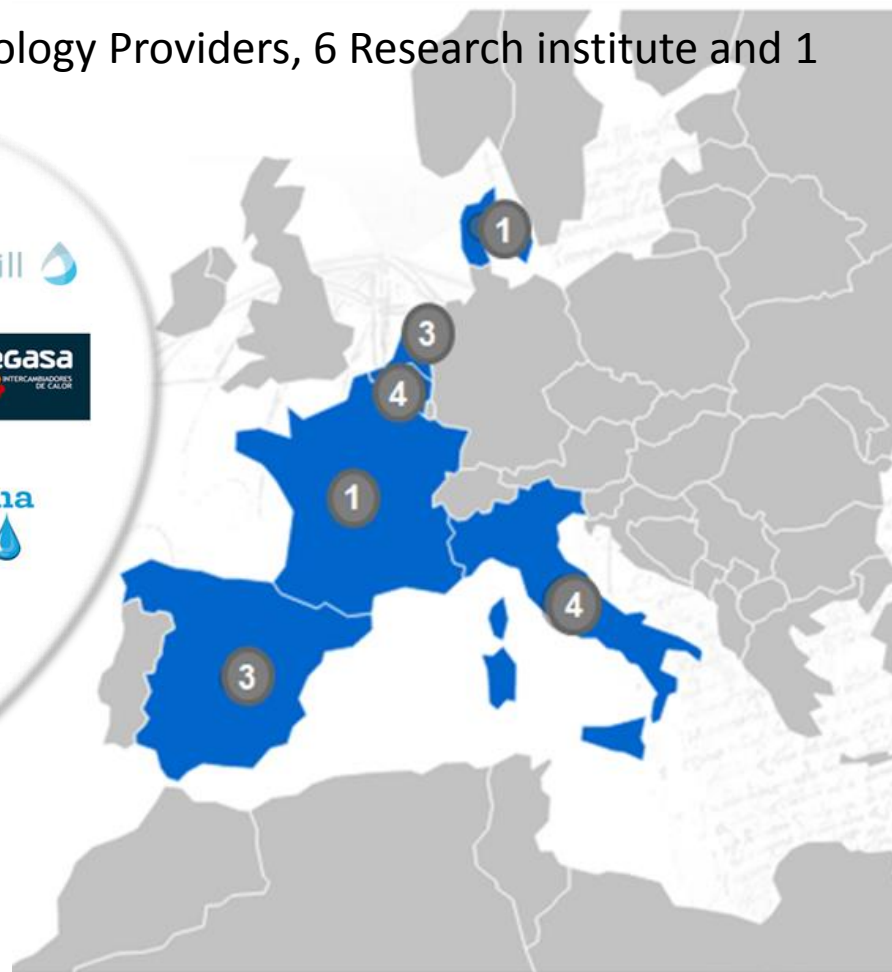 ology Providers, 6 Research institute and 1
1
ill
3
egasa
INTERCAMBIADORES
DE CALOR
4
1
na
4
3